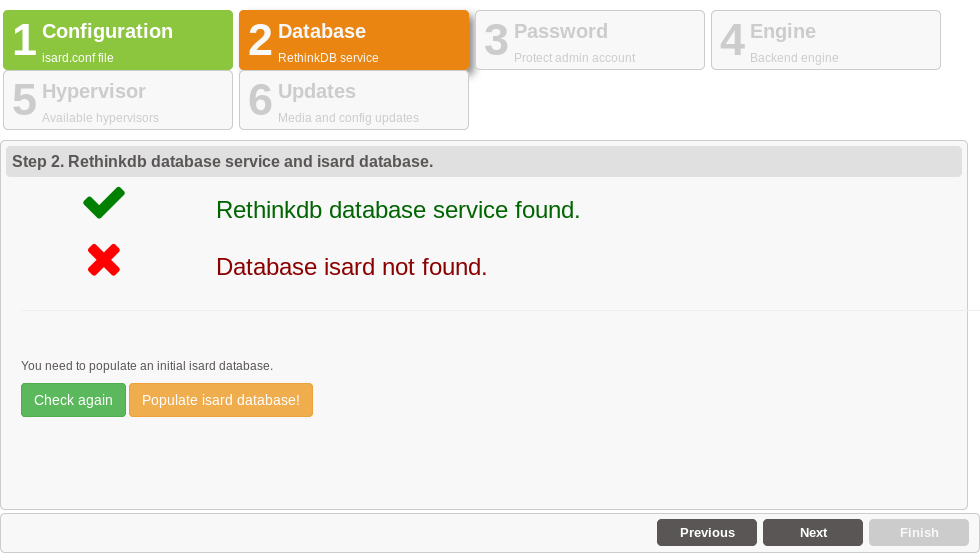 1 Configuration
isard.conf file
2 Database
RethinkDB service
3 Password
Protect admin account
4 Engine
Backend engine
5 Hypervisor
Available hypervisors
6 Updates
Media and config updates
Step 2. Rethinkdb database service and isard database.
Rethinkdb database service found.
Database isard not found.
You need to populate an initial isard database.
Check again Populate isard database!
Previous Next Finish